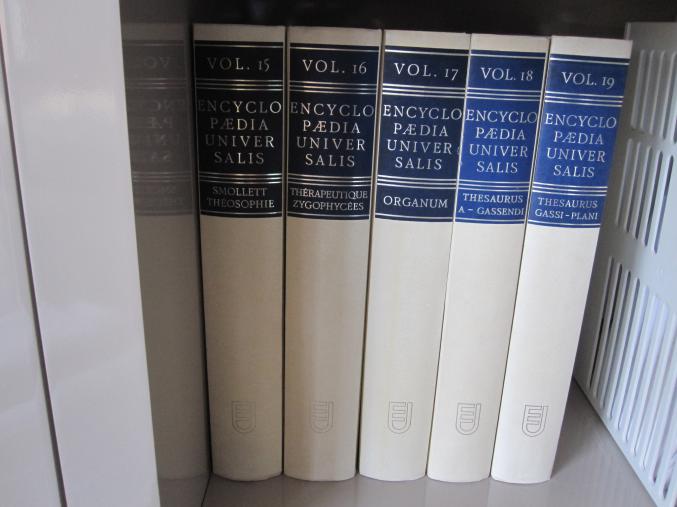 VOL. 15
ENCYCLO
PÆDIA
UNIVER
SALIS
SMOLLETT
THÉOSOPHIE
VOL. 16
ENCYCLO
PÆDIA
UNIVER
SALIS
THÉRAPEUTIQUE
ZYGOPHYCÉES
VOL. 17
ENCYCLO
PÆDIA
UNIVER
SALIS
ORGANUM
VOL. 18
ENCYCLO
PÆDIA
UNIVER
SALIS
THESAURUS
A - GASSENDI
VOL. 19
ENCYCLO
PÆDIA
UNIVER
SALIS
THESAURUS
GASSI - PLANI